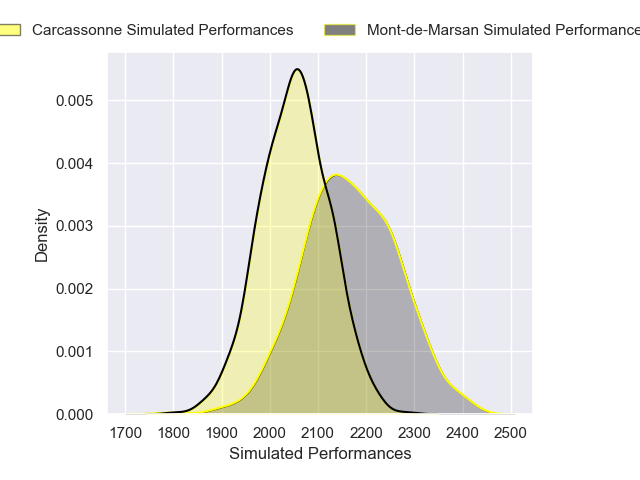 Carcassonne Simulated Performances Mont-de-Marsan Simulated Performance
0.005
0.004
0.003
0.002
0.001
0.000
Density
1700 1800 1900 2000 2100 2200 2300 2400 2500
Simulated Performances